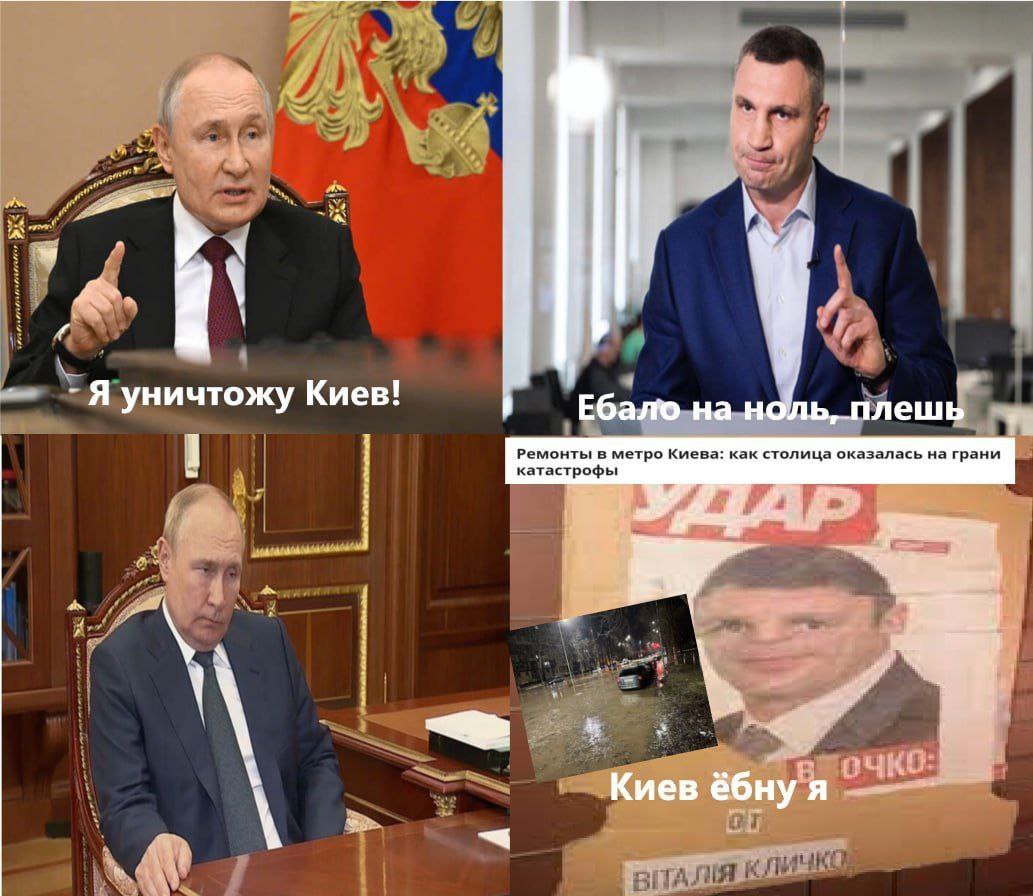 Я уничтожу Киев!
Ебало на ноль, плешь
Ремонты в метро Киева: как столица оказалась на грани
катастрофы
УДАР
В ОЧКО:
Киев ёбну я
ОТ
ВІТАЛІЯ КЛИЧКО